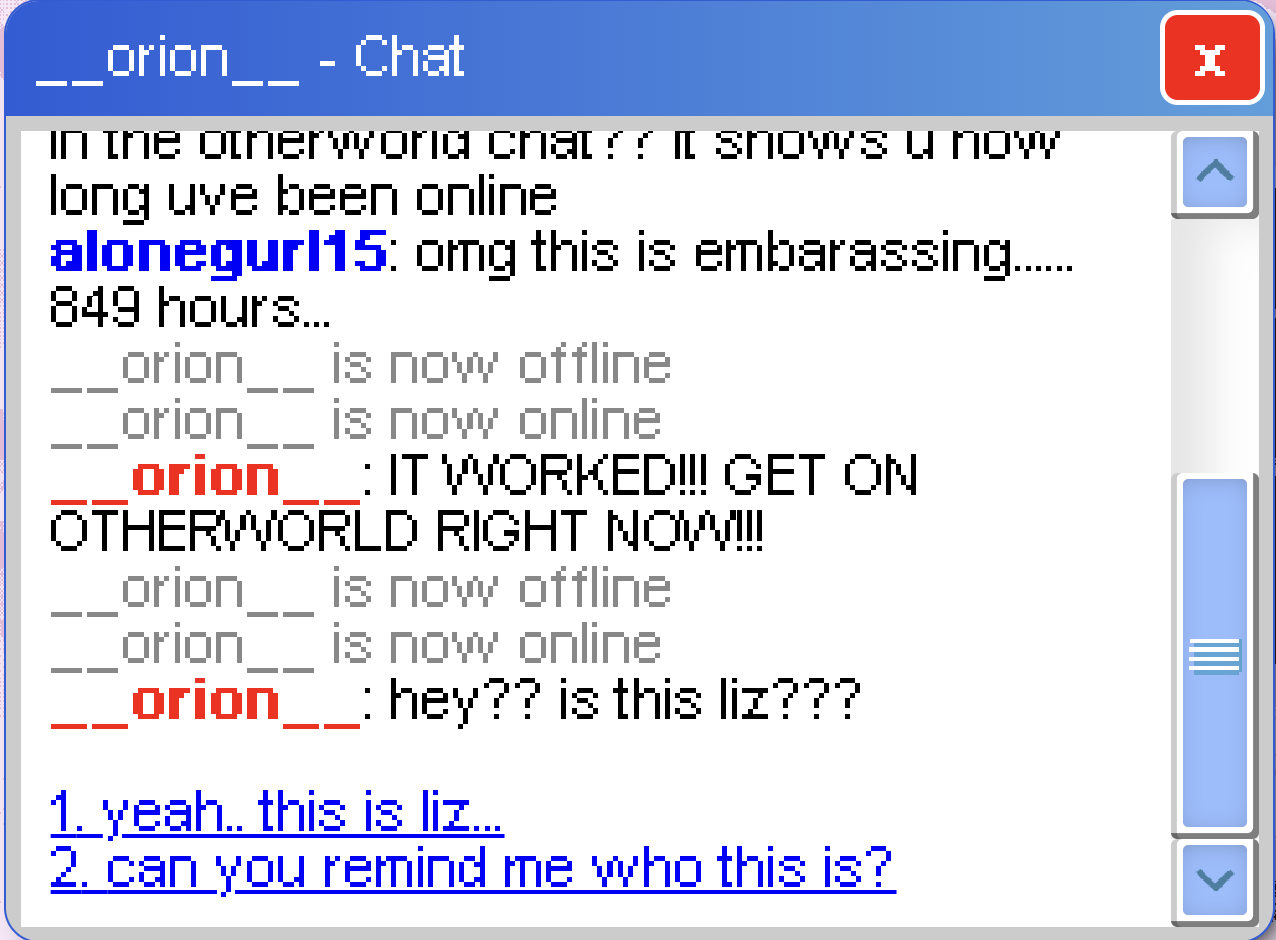 __orion__ - Chat
x
in the otherworld chat?? it shows u how
long uve been online
alonegurl15: omg this is embarassing......
849 hours...
__orion__ is now offline
__orion__ is now online
__orion__: IT WORKED!!! GET ON
OTHERWORLD RIGHT NOW!!!
__orion__ is now offline
__orion__ is now online
__orion__: hey?? is this liz???
1. yeah.. this is liz...
2. can you remind me who this is?